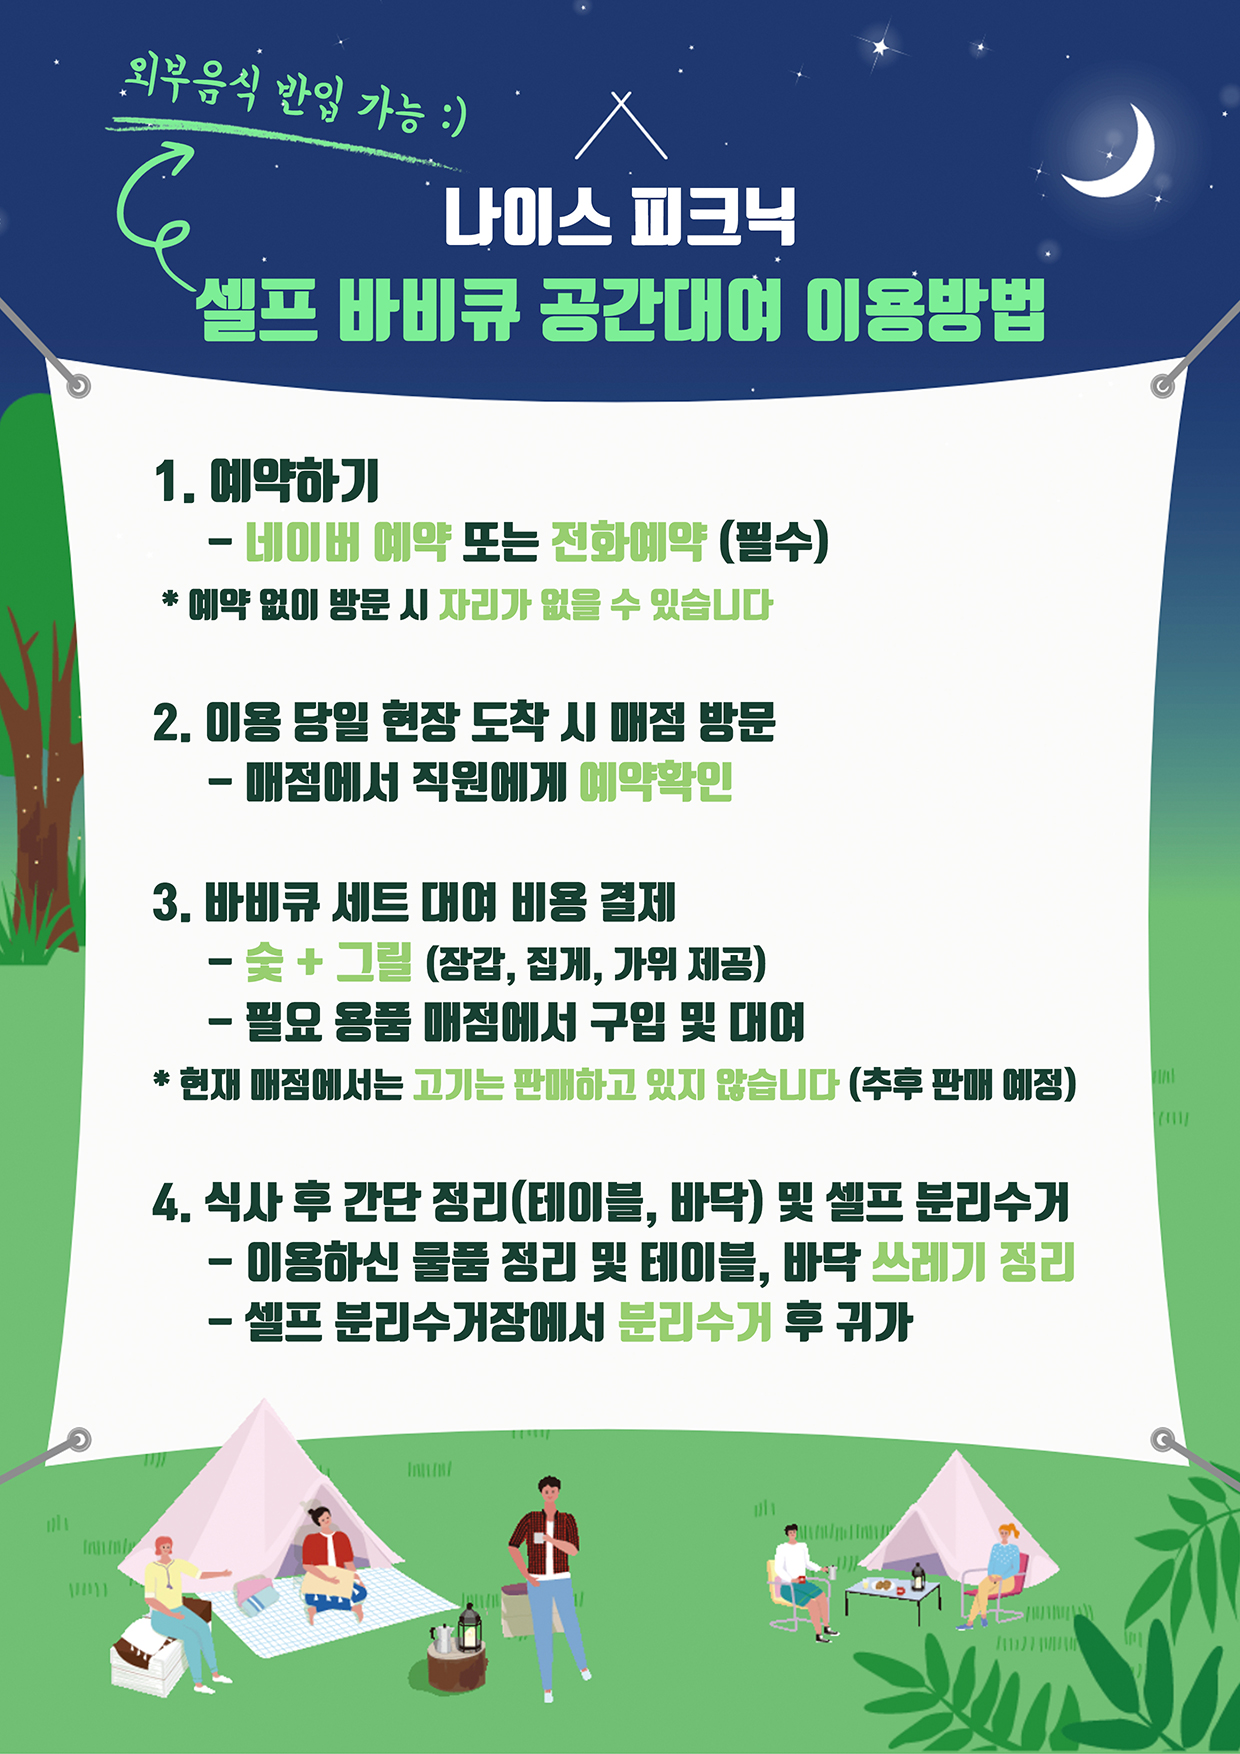 외부음식 반입 가능 :)
나이스 피크닉
셀프 바비큐 공간대여 이용방법
1. 예약하기
- 네이버 예약 또는 전화예약 (필수)
* 예약 없이 방문 시 자리가 없을 수 있습니다
2. 이용 당일 현장 도착 시 매점 방문
- 매점에서 직원에게 예약확인
3. 바비큐 세트 대여 비용 결제
- 숯 + 그릴 (장갑, 집게, 가위 제공)
- 필요 용품 매점에서 구입 및 대여
* 현재 매점에서는 고기는 판매하고 있지 않습니다 (추후 판매 예정)
4. 식사 후 간단 정리(테이블, 바닥) 및 셀프 분리수거
- 이용하신 물품 정리 및 테이블, 바닥 쓰레기 정리
- 셀프 분리수거장에서 분리수거 후 귀가